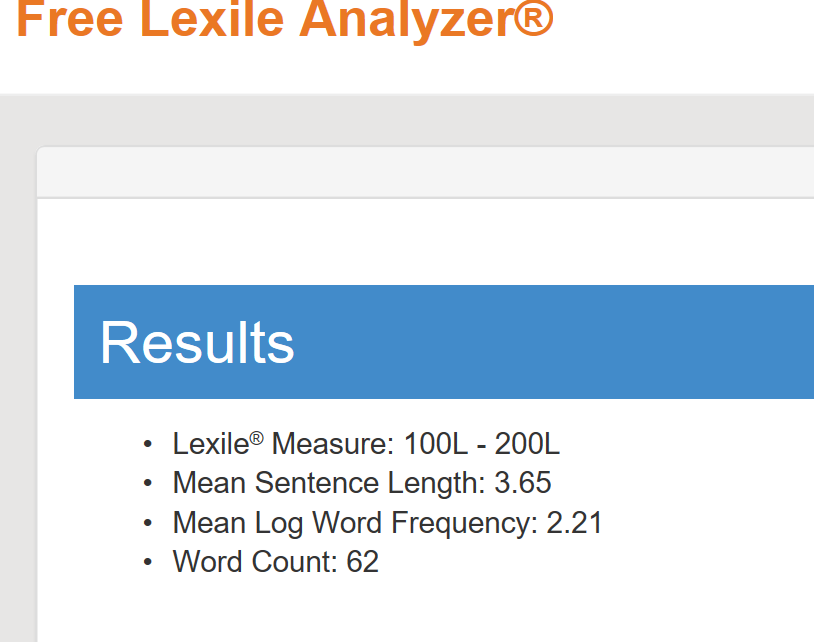 Free Lexile Analyzer®
Results
• Lexile® Measure: 100L - 200L
• Mean Sentence Length: 3.65
• Mean Log Word Frequency: 2.21
• Word Count: 62